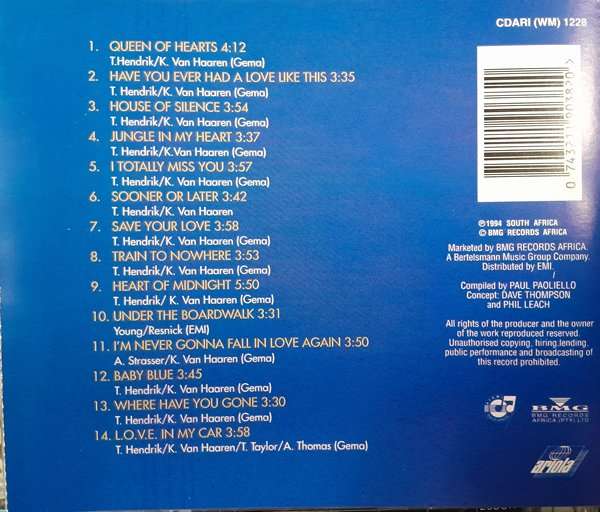 CDARI (WM) 1228
1. QUEEN OF HEARTS 4:12
T.Hendrik/K. Van Haaren (Gema)
2. HAVE YOU EVER HAD A LOVE LIKE THIS 3:35
T. Hendrik/K. Van Haaren (Gema)
3. HOUSE OF SILENCE 3:54
T. Hendrik/K. Van Haaren (Gema)
4. JUNGLE IN MY HEART 3:37
T. Hendrik/K.Van Haaren (Gema)
5. I TOTALLY MISS YOU 3:57
T. Hendrik/K. Van Haaren (Gema)
6. SOONER OR LATER 3:42
T. Hendrik/K. Van Haaren
7. SAVE YOUR LOVE 3:58
T. Hendrik/K. Van Haaren (Gema)
8. TRAIN TO NOWHERE 3:53
T. Hendrik/K. Van Haaren (Gema)
9. HEART OF MIDNIGHT 5:50
T. Hendrik/ K. Van Haaren (Gema)
10. UNDER THE BOARDWALK 3:31
Young/Resnick (EMI)
11. I'M NEVER GONNA FALL IN LOVE AGAIN 3:50
A. Strasser/K. Van Haaren (Gema)
12. BABY BLUE 3:45
T. Hendrik/K. Van Haaren (Gema)
13. WHERE HAVE YOU GONE 3:30
T. Hendrik/K. Van Haaren (Gema)
14. L.O.V.E. IN MY CAR 3:58
T. Hendrik/K. Van Haaren/T. Taylor/A. Thomas (Gema)
℗1994 SOUTH AFRICA
© BMG RECORDS AFRICA
Marketed by BMG RECORDS AFRICA.
A Bertelsmann Music Group Company.
Distributed by EMI.
/
Compiled by PAUL PAOLIELLO
Concept: DAVE THOMPSON
and PHIL LEACH
All rights of the producer and the owner
of the work reproduced reserved.
Unauthorised copying, hiring.lending.
public performance and broadcasting of
this record prohibited.
BMG
BMG RECORDS
AFRICA (PTY) LTD
ariola